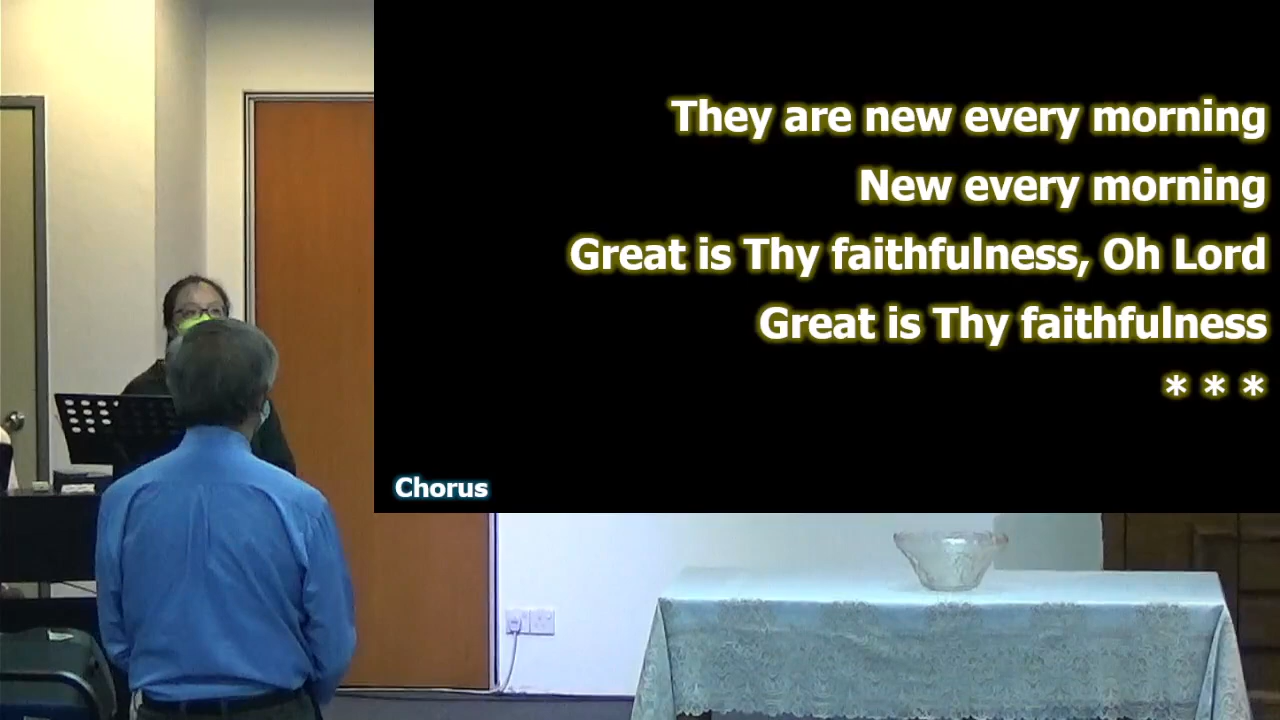 They are new every morning
New every morning
Great is Thy faithfulness, Oh Lord
Great is Thy faithfulness
* * *
Chorus